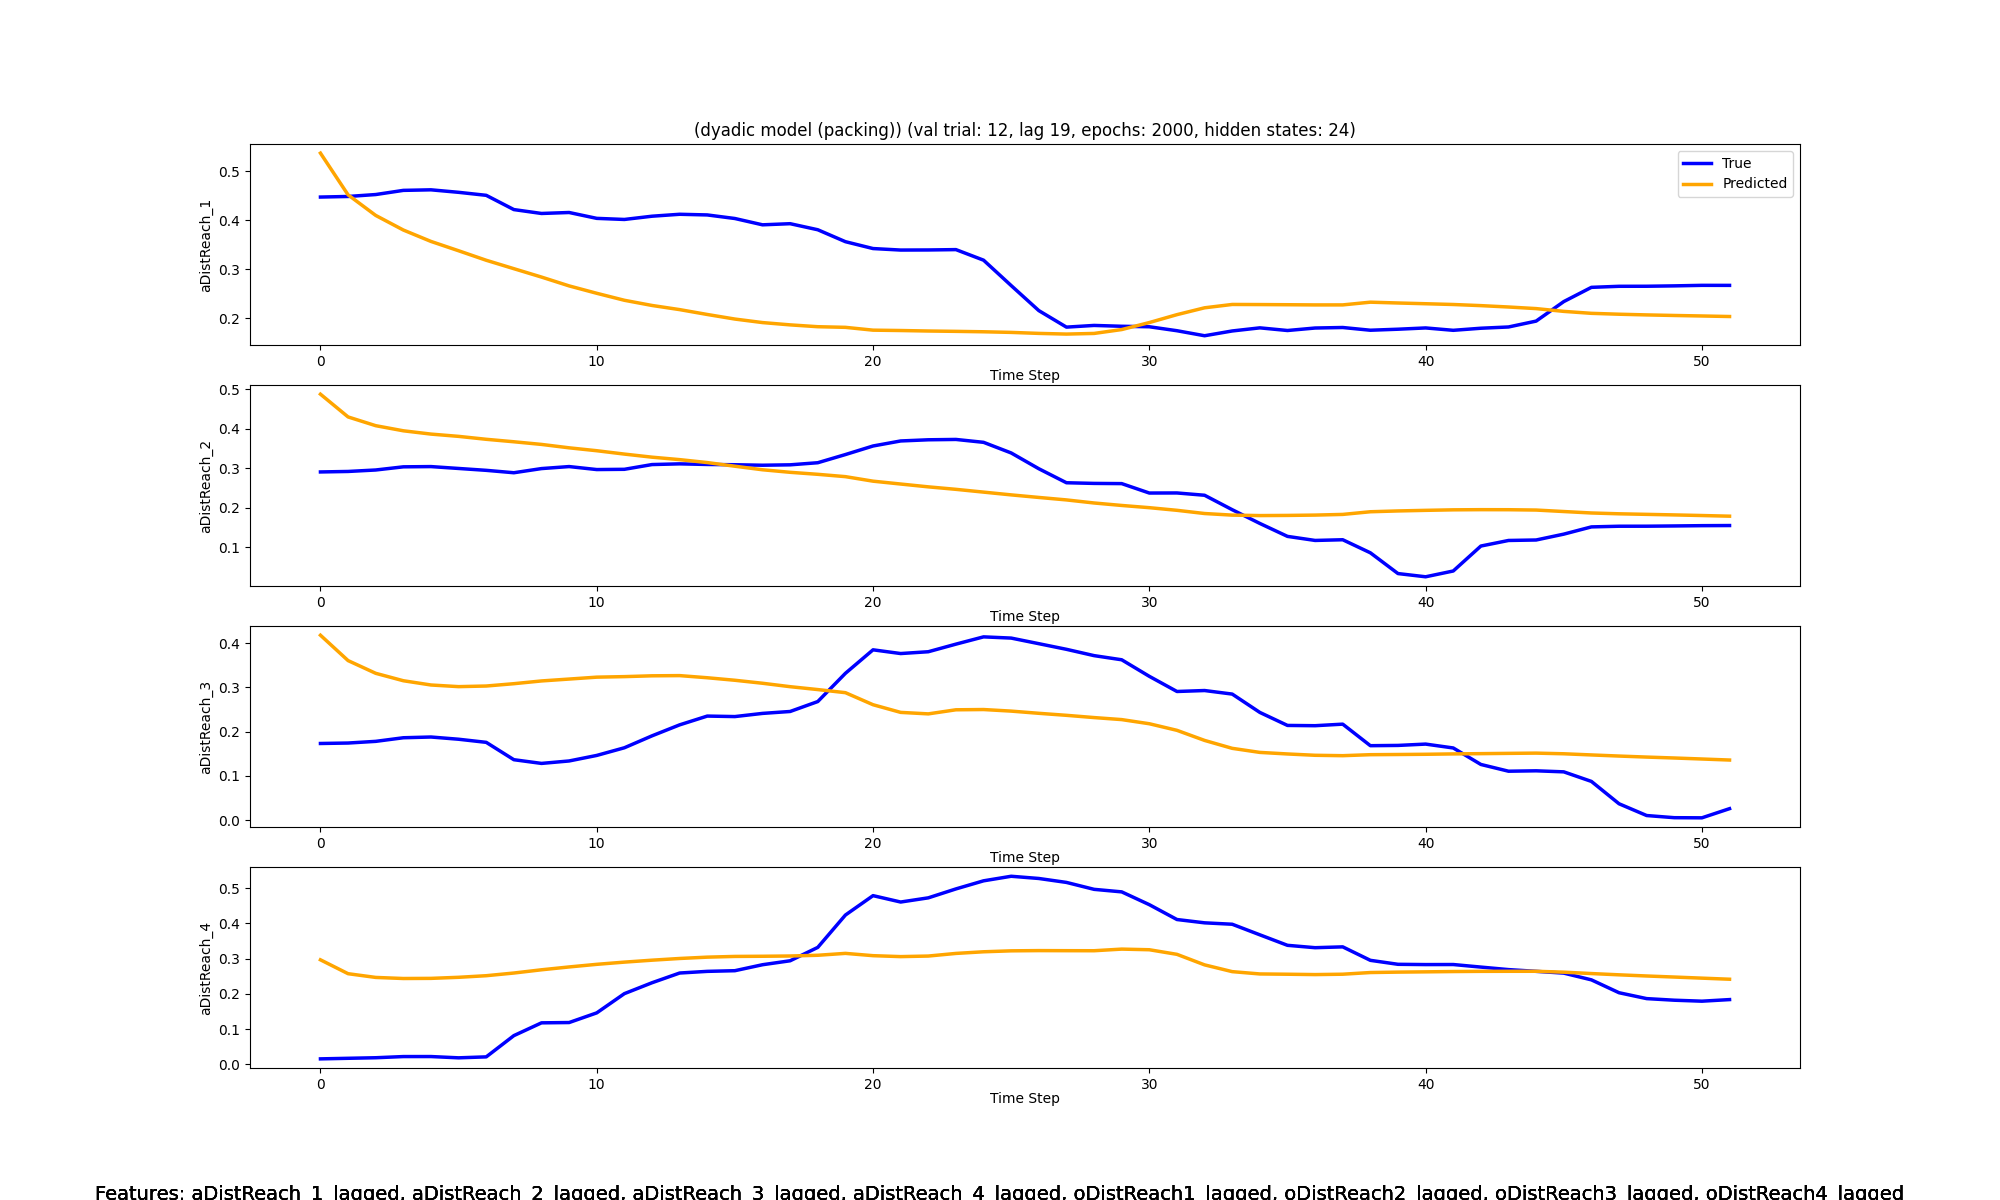 (dyadic model (packing)) (val trial: 12, lag 19, epochs: 2000, hidden states: 24)
True
Predicted
aDistReach_1
0.5
0.4
0.3
0.2
0 10 20 30 40 50
Time Step
aDistReach_2
0.5
0.4
0.3
0.2
0.1
0 10 20 30 40 50
Time Step
aDistReach_3
0.4
0.3
0.2
0.1
0.0
0 10 20 30 40 50
Time Step
aDistReach_4
0.5
0.4
0.3
0.2
0.1
0.0
0 10 20 30 40 50
Time Step
Features: aDistReach_1_lagged, aDistReach_2_lagged, aDistReach_3_lagged, aDistReach_4_lagged, oDistReach1_lagged, oDistReach2_lagged, oDistReach3_lagged, oDistReach4_lagged